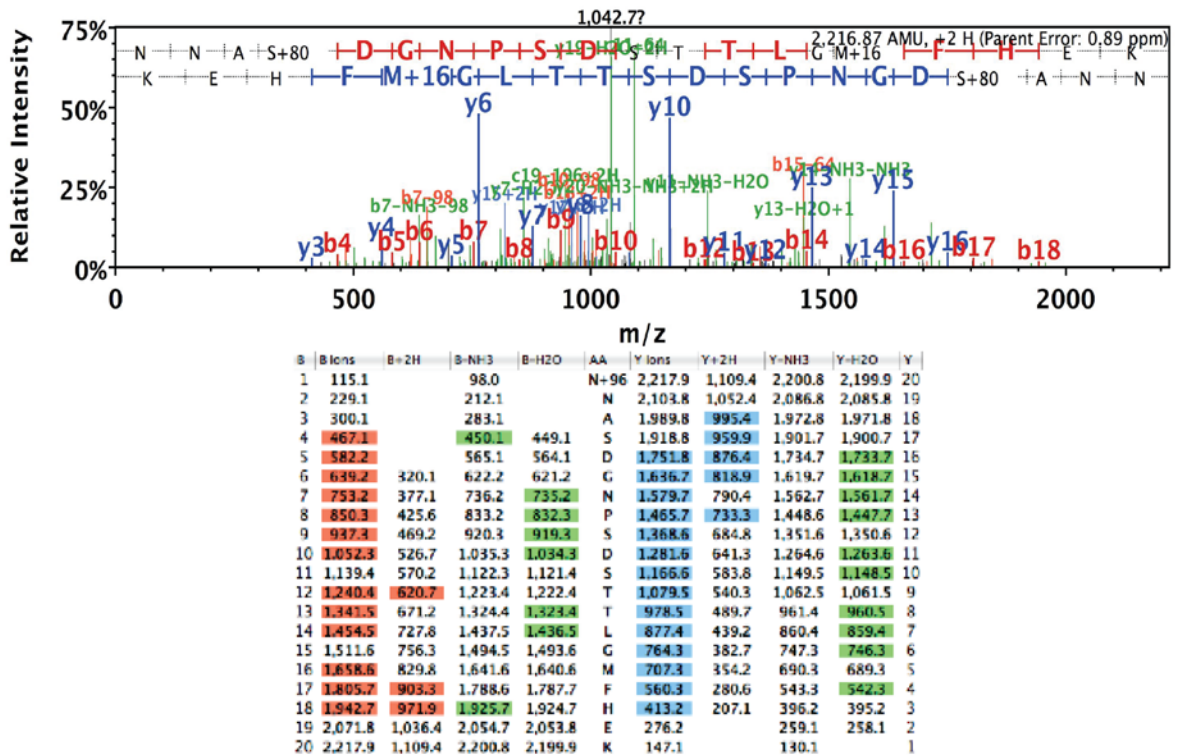 1,042.7?
75%
2,216.87 AMU, +2 H (Parent Error: 0.89 ppm)
N N A S+80 D G N P S D S T T L G M+16 F H E K
K E H F M+16 G L T T S D S P N G D S+80 A N N
50%
y6
y10
25%
b7-98
b7-NH3-98
c19-106+2H
y11-NH3-H2O
b15-64
y13
y15
y13-H2O+1
0%
y3 b4 y4 b5 b6 y5 b7 b8 y7 b9 y8 b10 b12 y11 b13 y12 b14 y14 b16 y16 b17 b18
0 500 1000 1500 2000
Relative Intensity
m/z
B B Ions B+2H B-NH3 B-H2O AA Y Ions Y+2H Y-NH3 Y-H2O Y
1 115.1 98.0 N+96 2,217.9 1,109.4 2,200.8 2,199.9 20
2 229.1 212.1 N 2,103.8 1,052.4 2,086.8 2,085.8 19
3 300.1 283.1 A 1,989.8 995.4 1,972.8 1,971.8 18
4 467.1 450.1 449.1 S 1,918.8 959.9 1,901.7 1,900.7 17
5 582.2 565.1 564.1 D 1,751.8 876.4 1,734.7 1,733.7 16
6 639.2 320.1 622.2 621.2 G 1,636.7 818.9 1,619.7 1,618.7 15
7 753.2 377.1 736.2 735.2 N 1,579.7 790.4 1,562.7 1,561.7 14
8 850.3 425.6 833.2 832.3 P 1,465.7 733.3 1,448.6 1,447.7 13
9 937.3 469.2 920.3 919.3 S 1,368.6 684.8 1,351.6 1,350.6 12
10 1,052.3 526.7 1,035.3 1,034.3 D 1,281.6 641.3 1,264.6 1,263.6 11
11 1,139.4 570.2 1,122.3 1,121.4 S 1,166.6 583.8 1,149.5 1,148.5 10
12 1,240.4 620.7 1,223.4 1,222.4 T 1,079.5 540.3 1,062.5 1,061.5 9
13 1,341.5 671.2 1,324.4 1,323.4 T 978.5 489.7 961.4 960.5 8
14 1,454.5 727.8 1,437.5 1,436.5 L 877.4 439.2 860.4 859.4 7
15 1,511.6 756.3 1,494.5 1,493.6 G 764.3 382.7 747.3 746.3 6
16 1,658.6 829.8 1,641.6 1,640.6 M 707.3 354.2 690.3 689.3 5
17 1,805.7 903.3 1,788.6 1,787.7 F 560.3 280.6 543.3 542.3 4
18 1,942.7 971.9 1,925.7 1,924.7 H 413.2 207.1 396.2 395.2 3
19 2,071.8 1,036.4 2,054.7 2,053.8 E 276.2 259.1 258.1 2
20 2,217.9 1,109.4 2,200.8 2,199.9 K 147.1 130.1 1